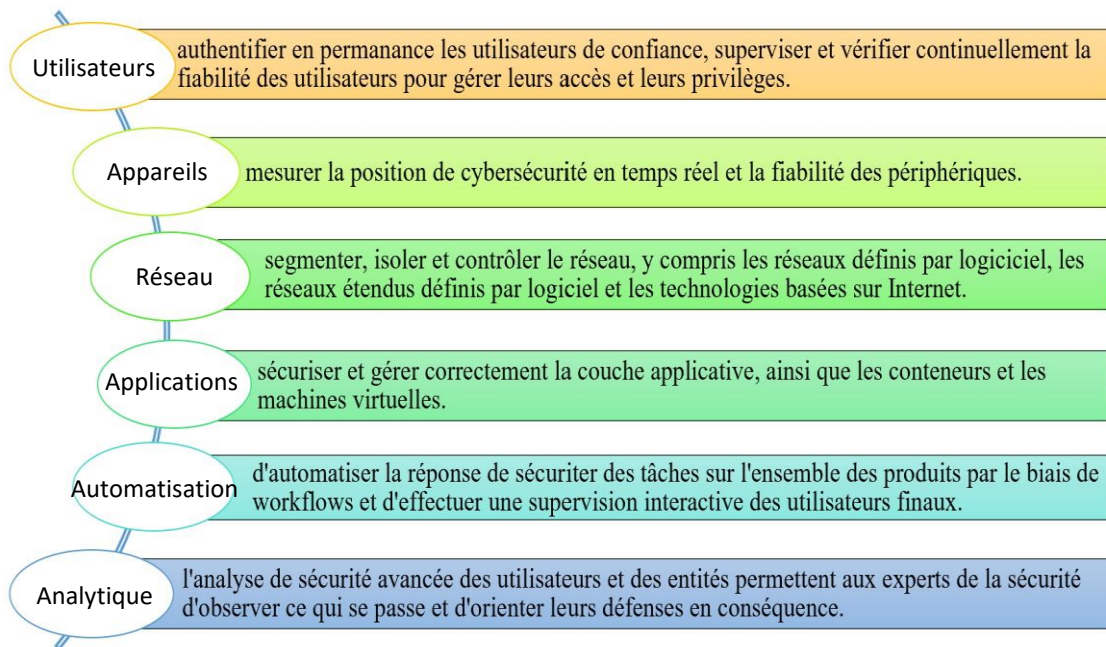 Utilisateurs
authentifier en permanance les utilisateurs de confiance, superviser et vérifier continuellement la
fiabilité des utilisateurs pour gérer leurs accès et leurs privilèges.
Appareils
mesurer la position de cybersécurité en temps réel et la fiabilité des périphériques.
Réseau
segmenter, isoler et contrôler le réseau, y compris les réseaux définis par logiciciel, les
réseaux étendus définis par logiciel et les technologies basées sur Internet.
Applications
sécuriser et gérer correctement la couche applicative, ainsi que les conteneurs et les
machines virtuelles.
Automatisation
d'automatiser la réponse de sécuriter des tâches sur l'ensemble des produits par le biais de
workflows et d'effectuer une supervision interactive des utilisateurs finaux.
Analytique
l'analyse de sécurité avancée des utilisateurs et des entités permettent aux experts de la sécurité
d'observer ce qui se passe et d'orienter leurs défenses en conséquence.